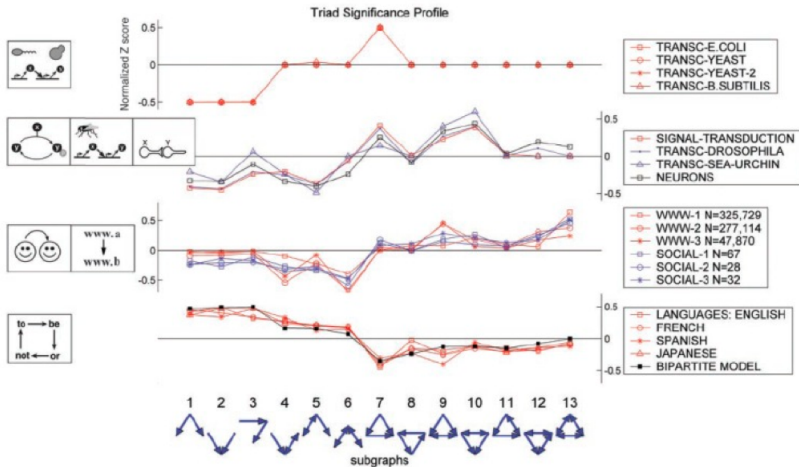 Triad Significance Profile
Normalized Z score
0.5
0
-0.5
TRANSC-E.COLI
TRANSC-YEAST
TRANSC-YEAST-2
TRANSC-B.SUBTILIS
X
Y
X
Y
X
Y
X
Y
Y
0.5
0
-0.5
SIGNAL-TRANSDUCTION
TRANSC-DROSOPHILA
TRANSC-SEA-URCHIN
NEURONS
www.a
www.b
0.5
0
-0.5
WWW-1 N=325,729
WWW-2 N=277,114
WWW-3 N=47,870
SOCIAL-1 N=67
SOCIAL-2 N=28
SOCIAL-3 N=32
to be
not or
0.5
0
-0.5
LANGUAGES: ENGLISH
FRENCH
SPANISH
JAPANESE
BIPARTITE MODEL
1 2 3 4 5 6 7 8 9 10 11 12 13
subgraphs